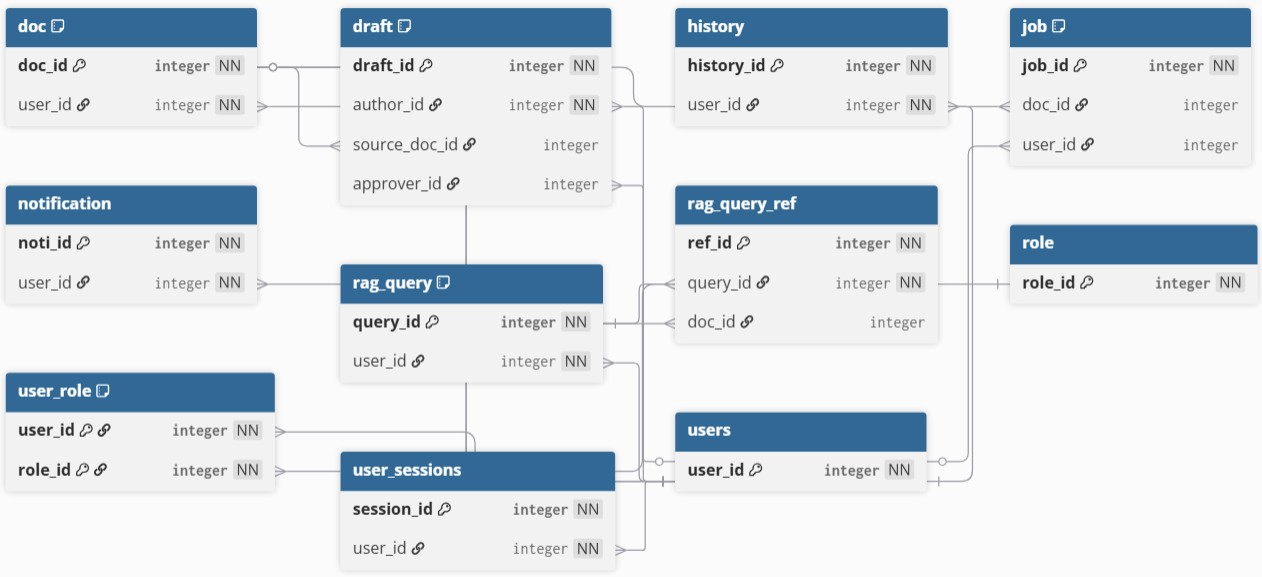 doc
doc_id integer NN
user_id integer NN
draft
draft_id integer NN
author_id integer NN
source_doc_id integer
approver_id integer
history
history_id integer NN
user_id integer NN
job
job_id integer NN
doc_id integer
user_id integer
notification
noti_id integer NN
user_id integer NN
rag_query
query_id integer NN
user_id integer NN
rag_query_ref
ref_id integer NN
query_id integer NN
doc_id integer
role
role_id integer NN
user_role
user_id integer NN
role_id integer NN
user_sessions
session_id integer NN
user_id integer NN
users
user_id integer NN